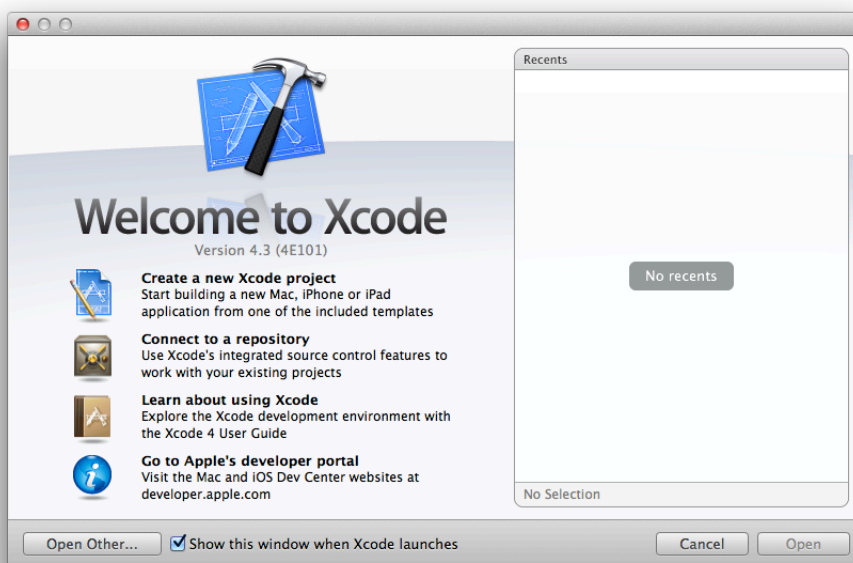 Welcome to Xcode
Version 4.3 (4E101)
Create a new Xcode project
Start building a new Mac, iPhone or iPad
application from one of the included templates
Connect to a repository
Use Xcode's integrated source control features to
work with your existing projects
Learn about using Xcode
Explore the Xcode development environment with
the Xcode 4 User Guide
Go to Apple's developer portal
Visit the Mac and iOS Dev Center websites at
developer.apple.com
Recents
No recents
No Selection
Open Other...
Show this window when Xcode launches
Cancel
Open